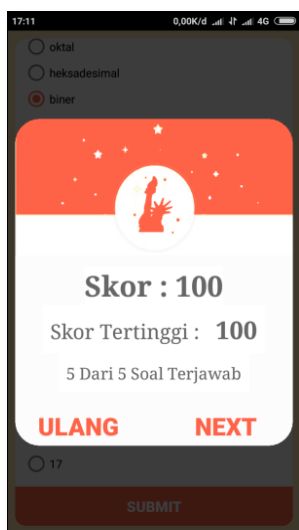 17:11 0,00K/d 4G
oktal
heksadesimal
biner
Skor : 100
Skor Tertinggi : 100
5 Dari 5 Soal Terjawab
ULANG NEXT
17
SUBMIT